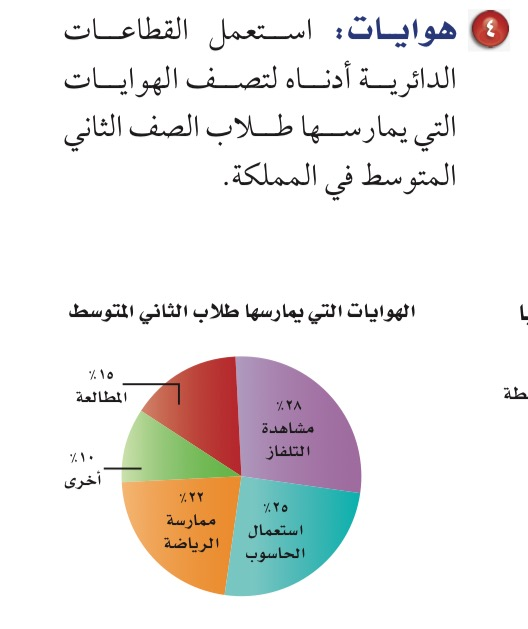 ٤ هوايات: استعمل القطاعات
الدائرية أدناه لتصف الهوايات
التي يمارسها طلاب الصف الثاني
المتوسط في المملكة.
الهوايات التي يمارسها طلاب الثاني المتوسط
٢٨٪
مشاهدة
التلفاز
٢٥٪
استعمال
الحاسوب
٢٢٪
ممارسة
الرياضة
١٠٪
أخرى
١٥٪
المطالعة